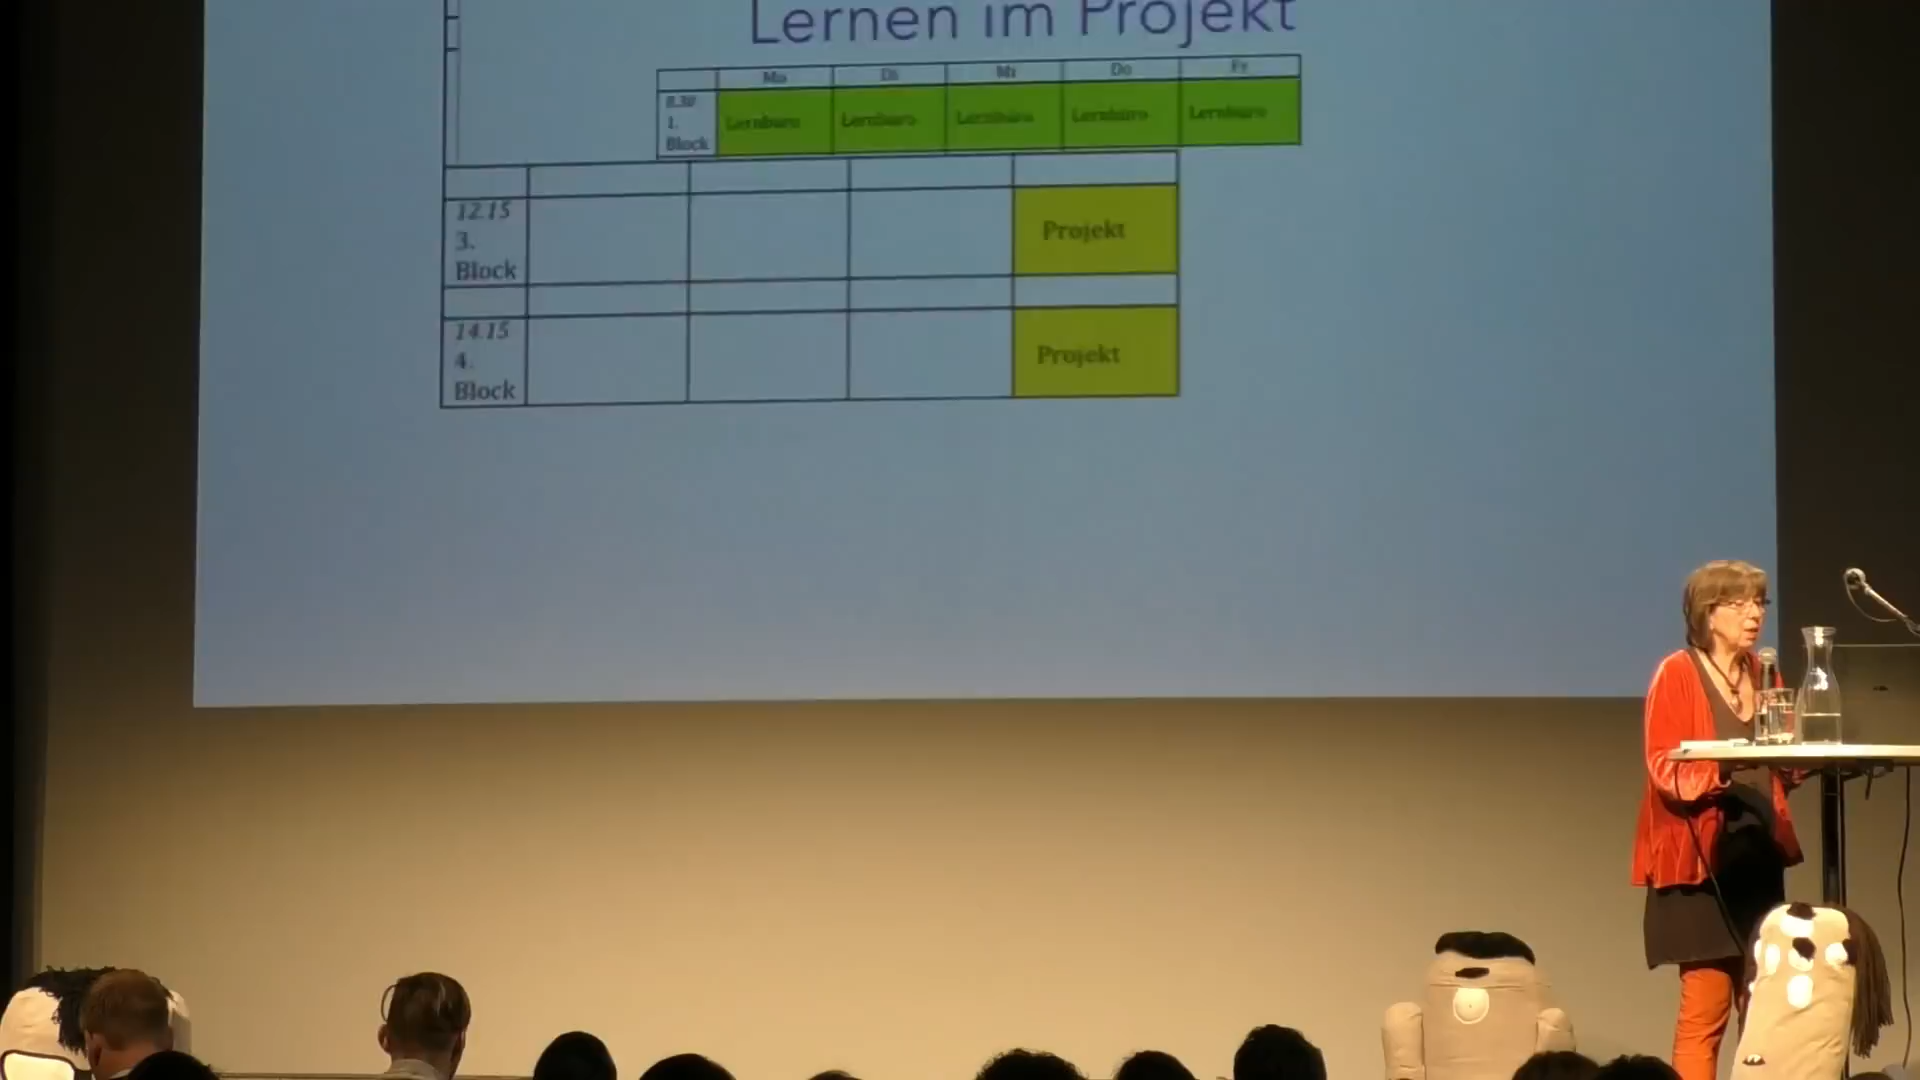 Lernen im Projekt
Mo Di Mi Do Fr
8.30
1.
Block
Lernbüro Lernbüro Lernbüro Lernbüro Lernbüro
12.15
3.
Block
Projekt
14.15
4.
Block
Projekt